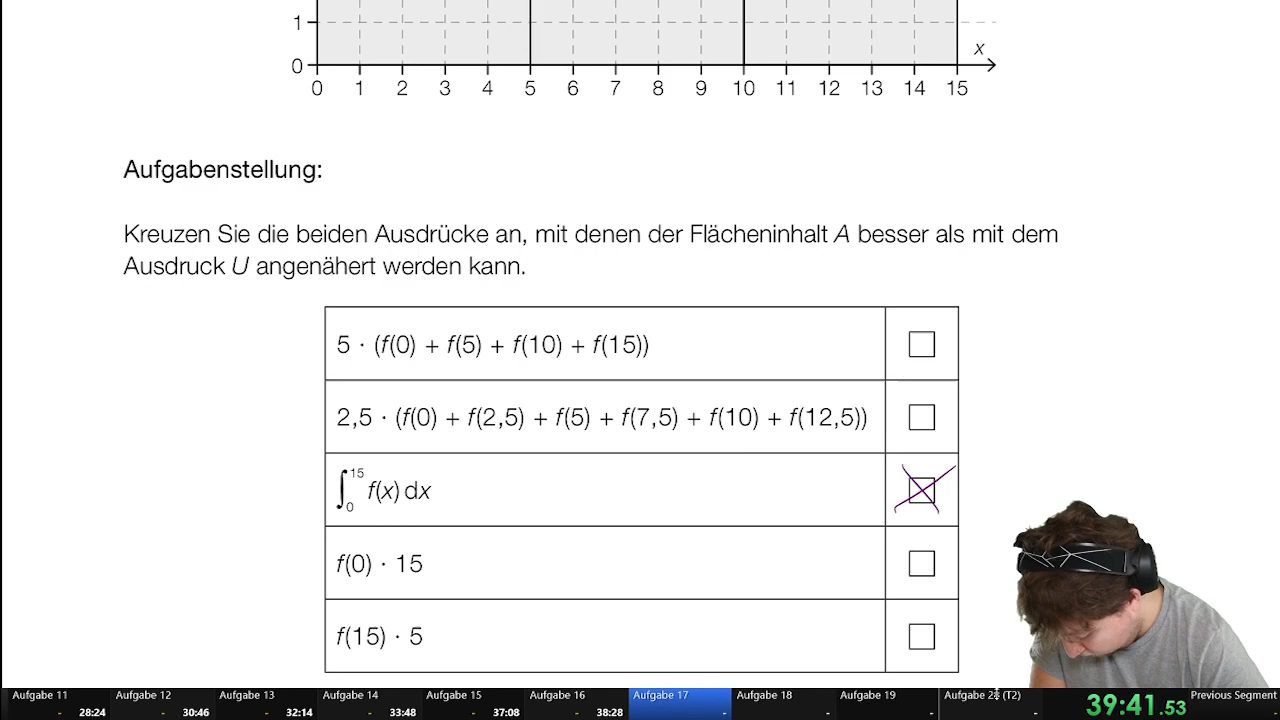 1
0
x
0 1 2 3 4 5 6 7 8 9 10 11 12 13 14 15
Aufgabenstellung:
Kreuzen Sie die beiden Ausdrücke an, mit denen der Flächeninhalt A besser als mit dem
Ausdruck U angenähert werden kann.
5 · (f(0) + f(5) + f(10) + f(15))
2,5 · (f(0) + f(2,5) + f(5) + f(7,5) + f(10) + f(12,5))
∫₀¹⁵ f(x) dx
f(0) · 15
f(15) · 5
Aufgabe 11 Aufgabe 12 Aufgabe 13 Aufgabe 14 Aufgabe 15 Aufgabe 16 Aufgabe 17 Aufgabe 18 Aufgabe 19 Aufgabe 2 (T2) Previous Segment
- 28:24 - 30:46 - 32:14 - 33:48 - 37:08 - 38:28 - - - - 39:41.53 -